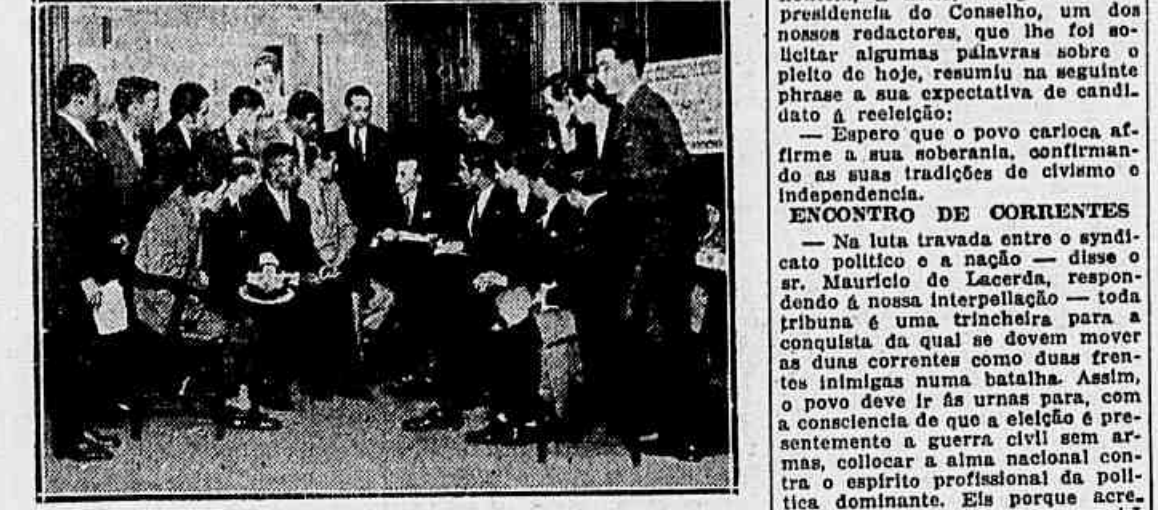 presidencia do Conselho, um dos
nossos redactores, que lhe foi so-
licitar algumas palavras sobre o
pleito de hoje, resumiu na seguinte
phrase a sua expectativa de candi-
dato á reeleição:
— Espero que o povo carioca af-
firme a sua soberania, confirman-
do as suas tradições de civismo e
independencia.
ENCONTRO DE CORRENTES
— Na luta travada entre o syndi-
cato politico e a nação — disse o
sr. Mauricio de Lacerda, respon-
dendo á nossa interpellação — toda
tribuna é uma trincheira para a
conquista da qual se devem mover
as duas correntes como duas fren-
tes inimigas numa batalha. Assim,
o povo deve ir ás urnas para, com
a consciencia de que a eleição é pre-
sentemente a guerra civil sem ar-
mas, collocar a alma nacional con-
tra o espirito profissional da poli-
tica dominante. Eis porque acre-